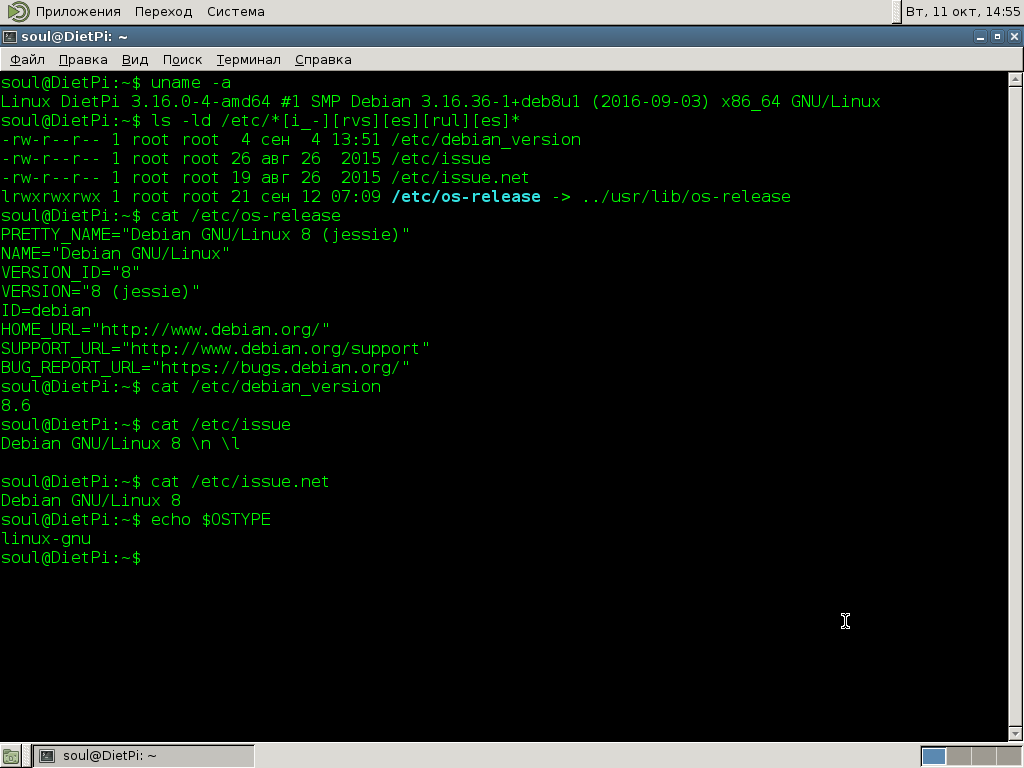 Приложения Переход Система Вт, 11 окт, 14:55
soul@DietPi: ~
Файл Правка Вид Поиск Терминал Справка
soul@DietPi:~$ uname -a
Linux DietPi 3.16.0-4-amd64 #1 SMP Debian 3.16.36-1+deb8u1 (2016-09-03) x86_64 GNU/Linux
soul@DietPi:~$ ls -ld /etc/*[i_-][rvs][es][rul][es]*
-rw-r--r-- 1 root root  4 сен  4 13:51 /etc/debian_version
-rw-r--r-- 1 root root 26 авг 26  2015 /etc/issue
-rw-r--r-- 1 root root 19 авг 26  2015 /etc/issue.net
lrwxrwxrwx 1 root root 21 сен 12 07:09 /etc/os-release -> ../usr/lib/os-release
soul@DietPi:~$ cat /etc/os-release
PRETTY_NAME="Debian GNU/Linux 8 (jessie)"
NAME="Debian GNU/Linux"
VERSION_ID="8"
VERSION="8 (jessie)"
ID=debian
HOME_URL="http://www.debian.org/"
SUPPORT_URL="http://www.debian.org/support"
BUG_REPORT_URL="https://bugs.debian.org/"
soul@DietPi:~$ cat /etc/debian_version
8.6
soul@DietPi:~$ cat /etc/issue
Debian GNU/Linux 8 \n \l
soul@DietPi:~$ cat /etc/issue.net
Debian GNU/Linux 8
soul@DietPi:~$ echo $OSTYPE
linux-gnu
soul@DietPi:~$
soul@DietPi: ~